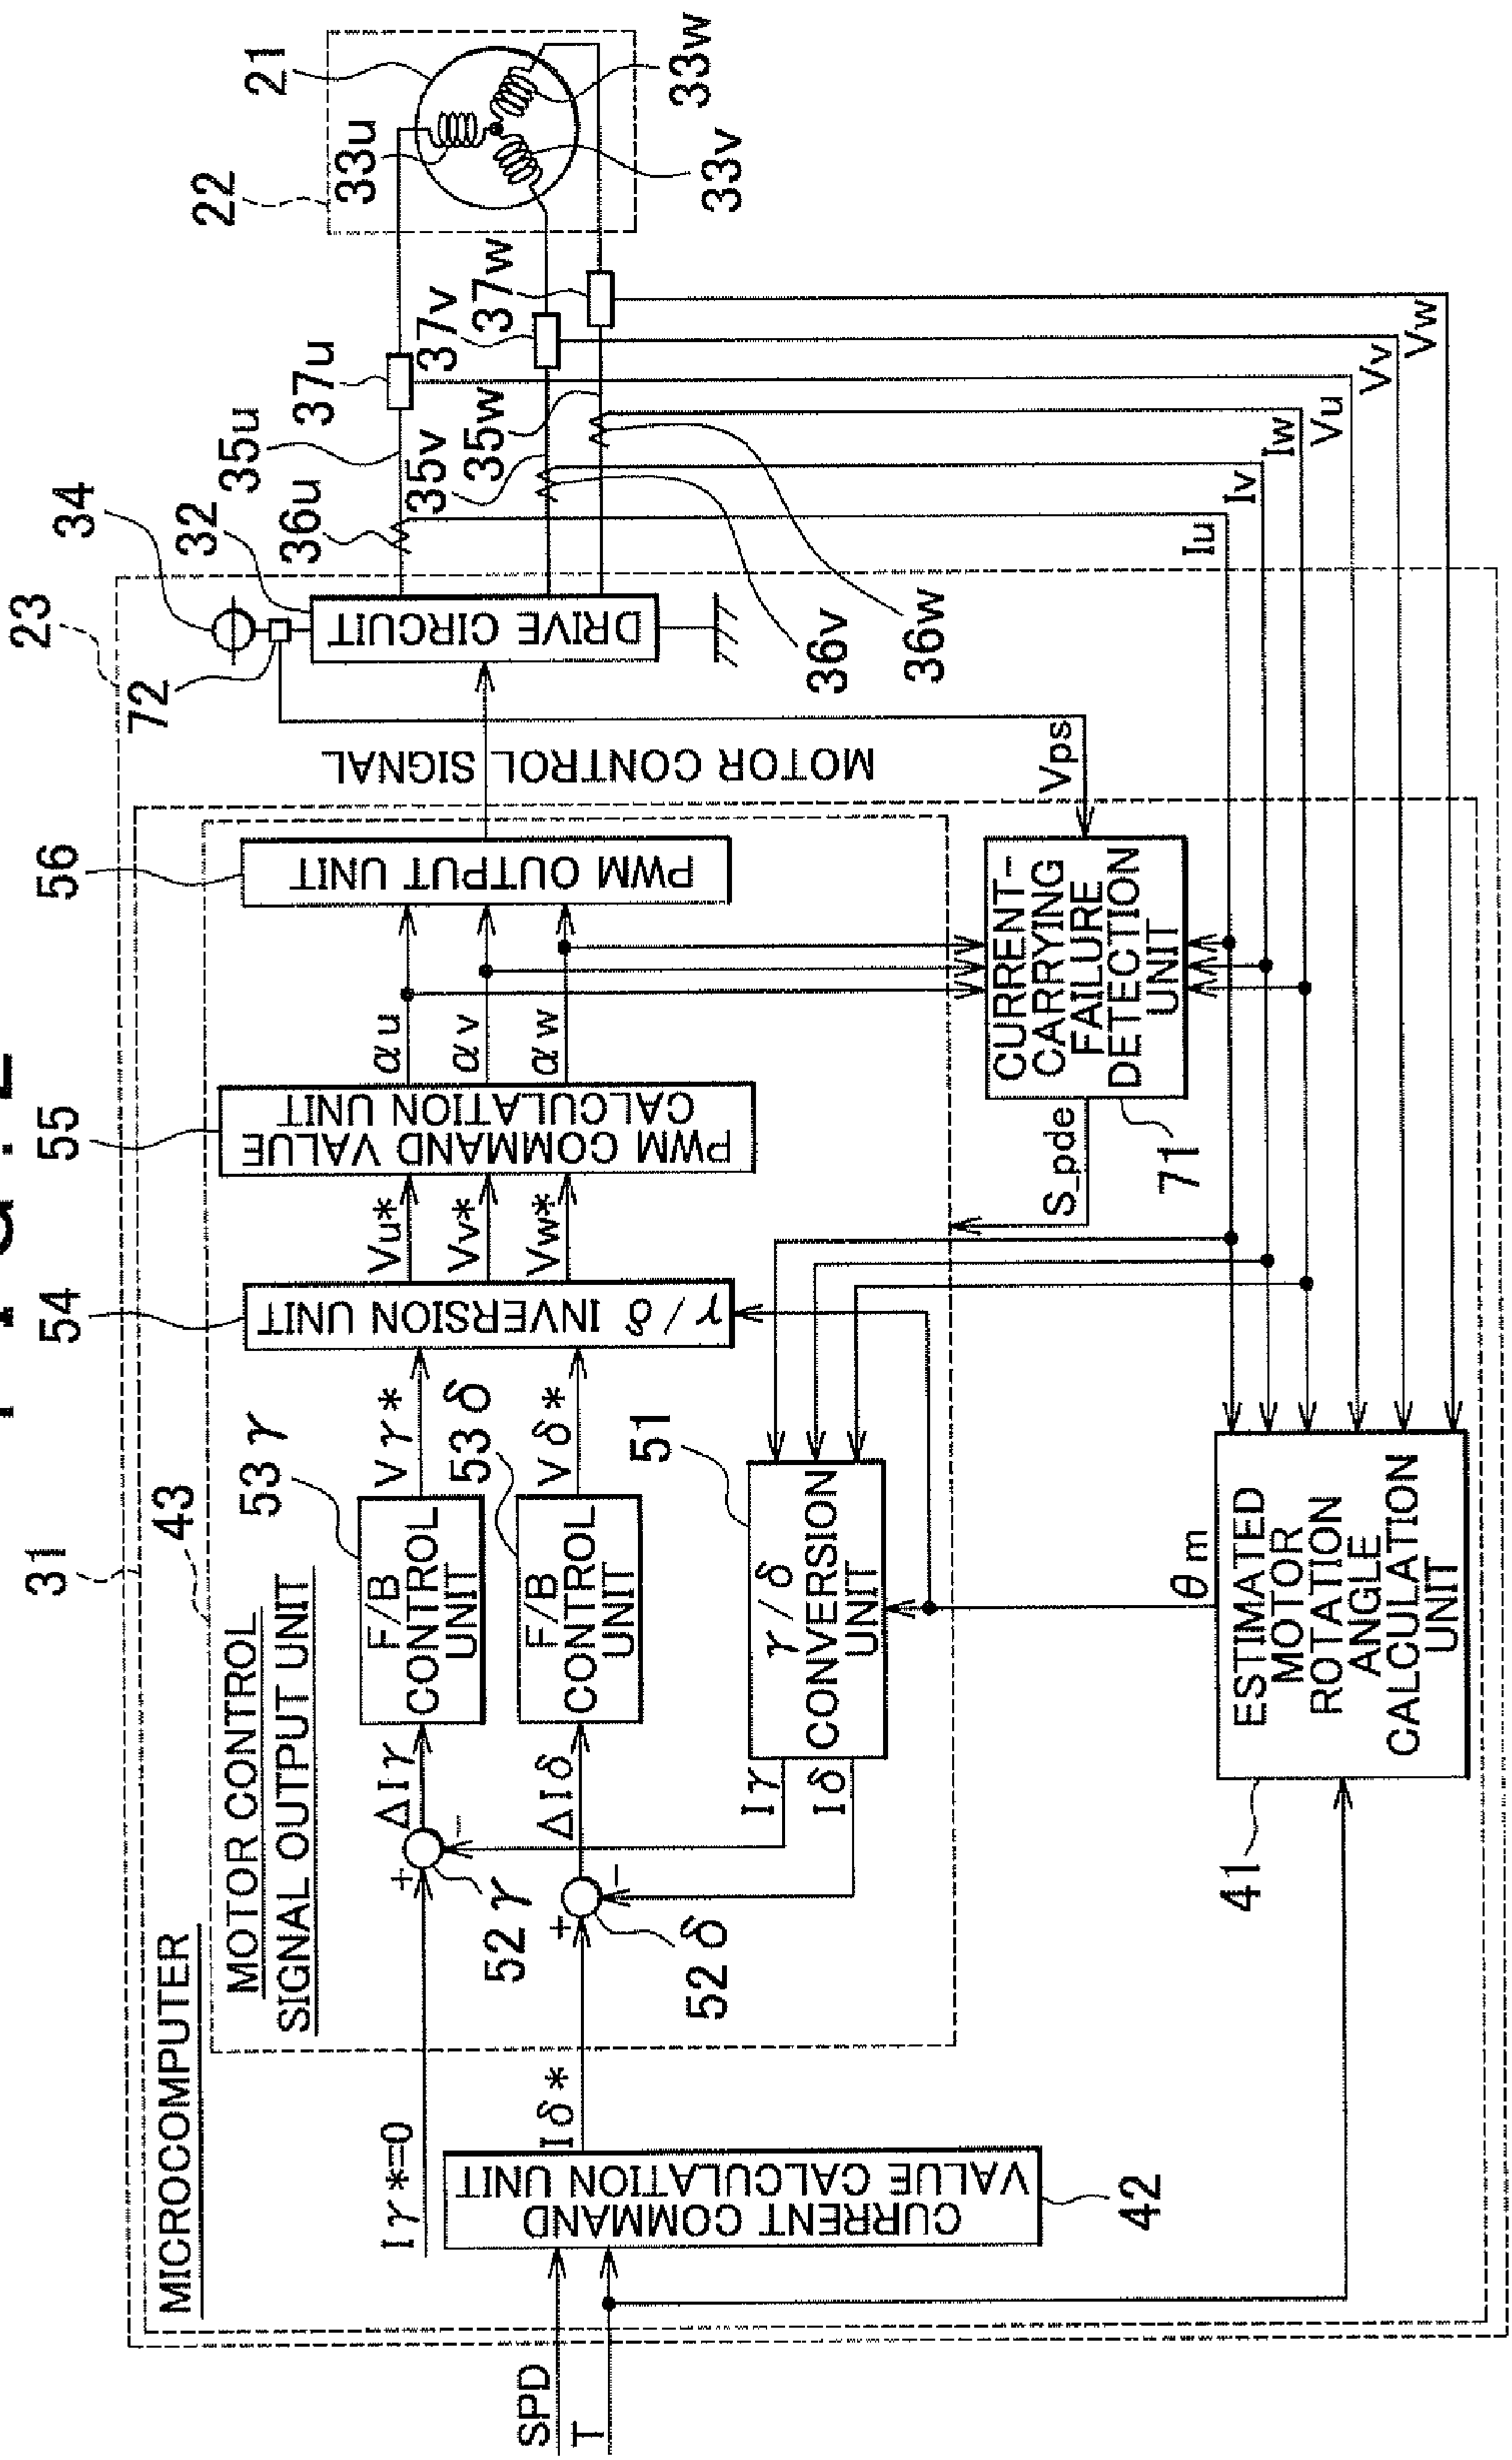 FIG. 2
23
34
72
32
36u
35u
37u
22
33u
21
33w
33v
37v
37w
35v
35w
36v
36w
31
MICROCOMPUTER
43
MOTOR CONTROL
SIGNAL OUTPUT UNIT
53γ
54
55
56
Iγ*=0
+
-
ΔIγ
52γ
F/B
CONTROL
UNIT
Vγ*
53δ
Iδ*
+
-
ΔIδ
52δ
F/B
CONTROL
UNIT
Vδ*
γ/δ INVERSION UNIT
Vu*
Vv*
Vw*
PWM COMMAND VALUE
CALCULATION UNIT
αu
αv
αw
PWM OUTPUT UNIT
MOTOR CONTROL SIGNAL
DRIVE CIRCUIT
SPD
T
CURRENT COMMAND
VALUE CALCULATION UNIT
42
Iγ
Iδ
51
γ/δ
CONVERSION
UNIT
S_pde
71
CURRENT-
CARRYING
FAILURE
DETECTION
UNIT
Vps
Iu
Iv
Iw
Vu
Vv
Vw
θm
41
ESTIMATED
MOTOR
ROTATION
ANGLE
CALCULATION
UNIT